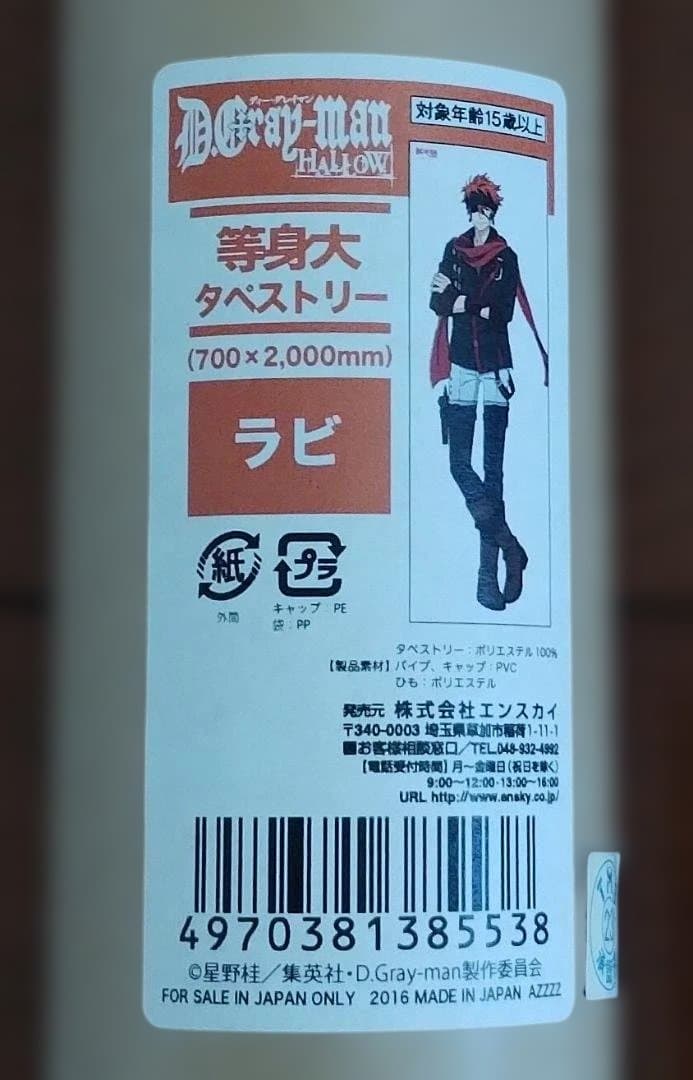 ディー・グレイマン
D.Gray-man
HALLOW
対象年齢15歳以上
等身大
タペストリー
(700×2,000mm)
ラビ
紙
外筒
プラ
キャップ：PE
袋：PP
タペストリー：ポリエステル100%
【製品素材】パイプ、キャップ：PVC
ひも：ポリエステル
発売元 株式会社エンスカイ
〒340-0003 埼玉県草加市稲荷1-11-1
■お客様相談窓口／TEL.048-932-4992
【電話受付時間】月〜金曜日（祝日を除く）
9:00〜12:00・13:00〜16:00
URL http://www.ensky.co.jp/
4970381385538
©星野桂／集英社・D.Gray-man製作委員会
FOR SALE IN JAPAN ONLY 2016 MADE IN JAPAN AZZZZ